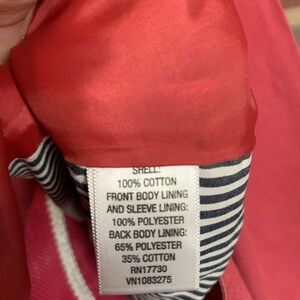 SHELL:
100% COTTON
FRONT BODY LINING
AND SLEEVE LINING:
100% POLYESTER
BACK BODY LINING:
65% POLYESTER
35% COTTON
RN17730
VN1083275